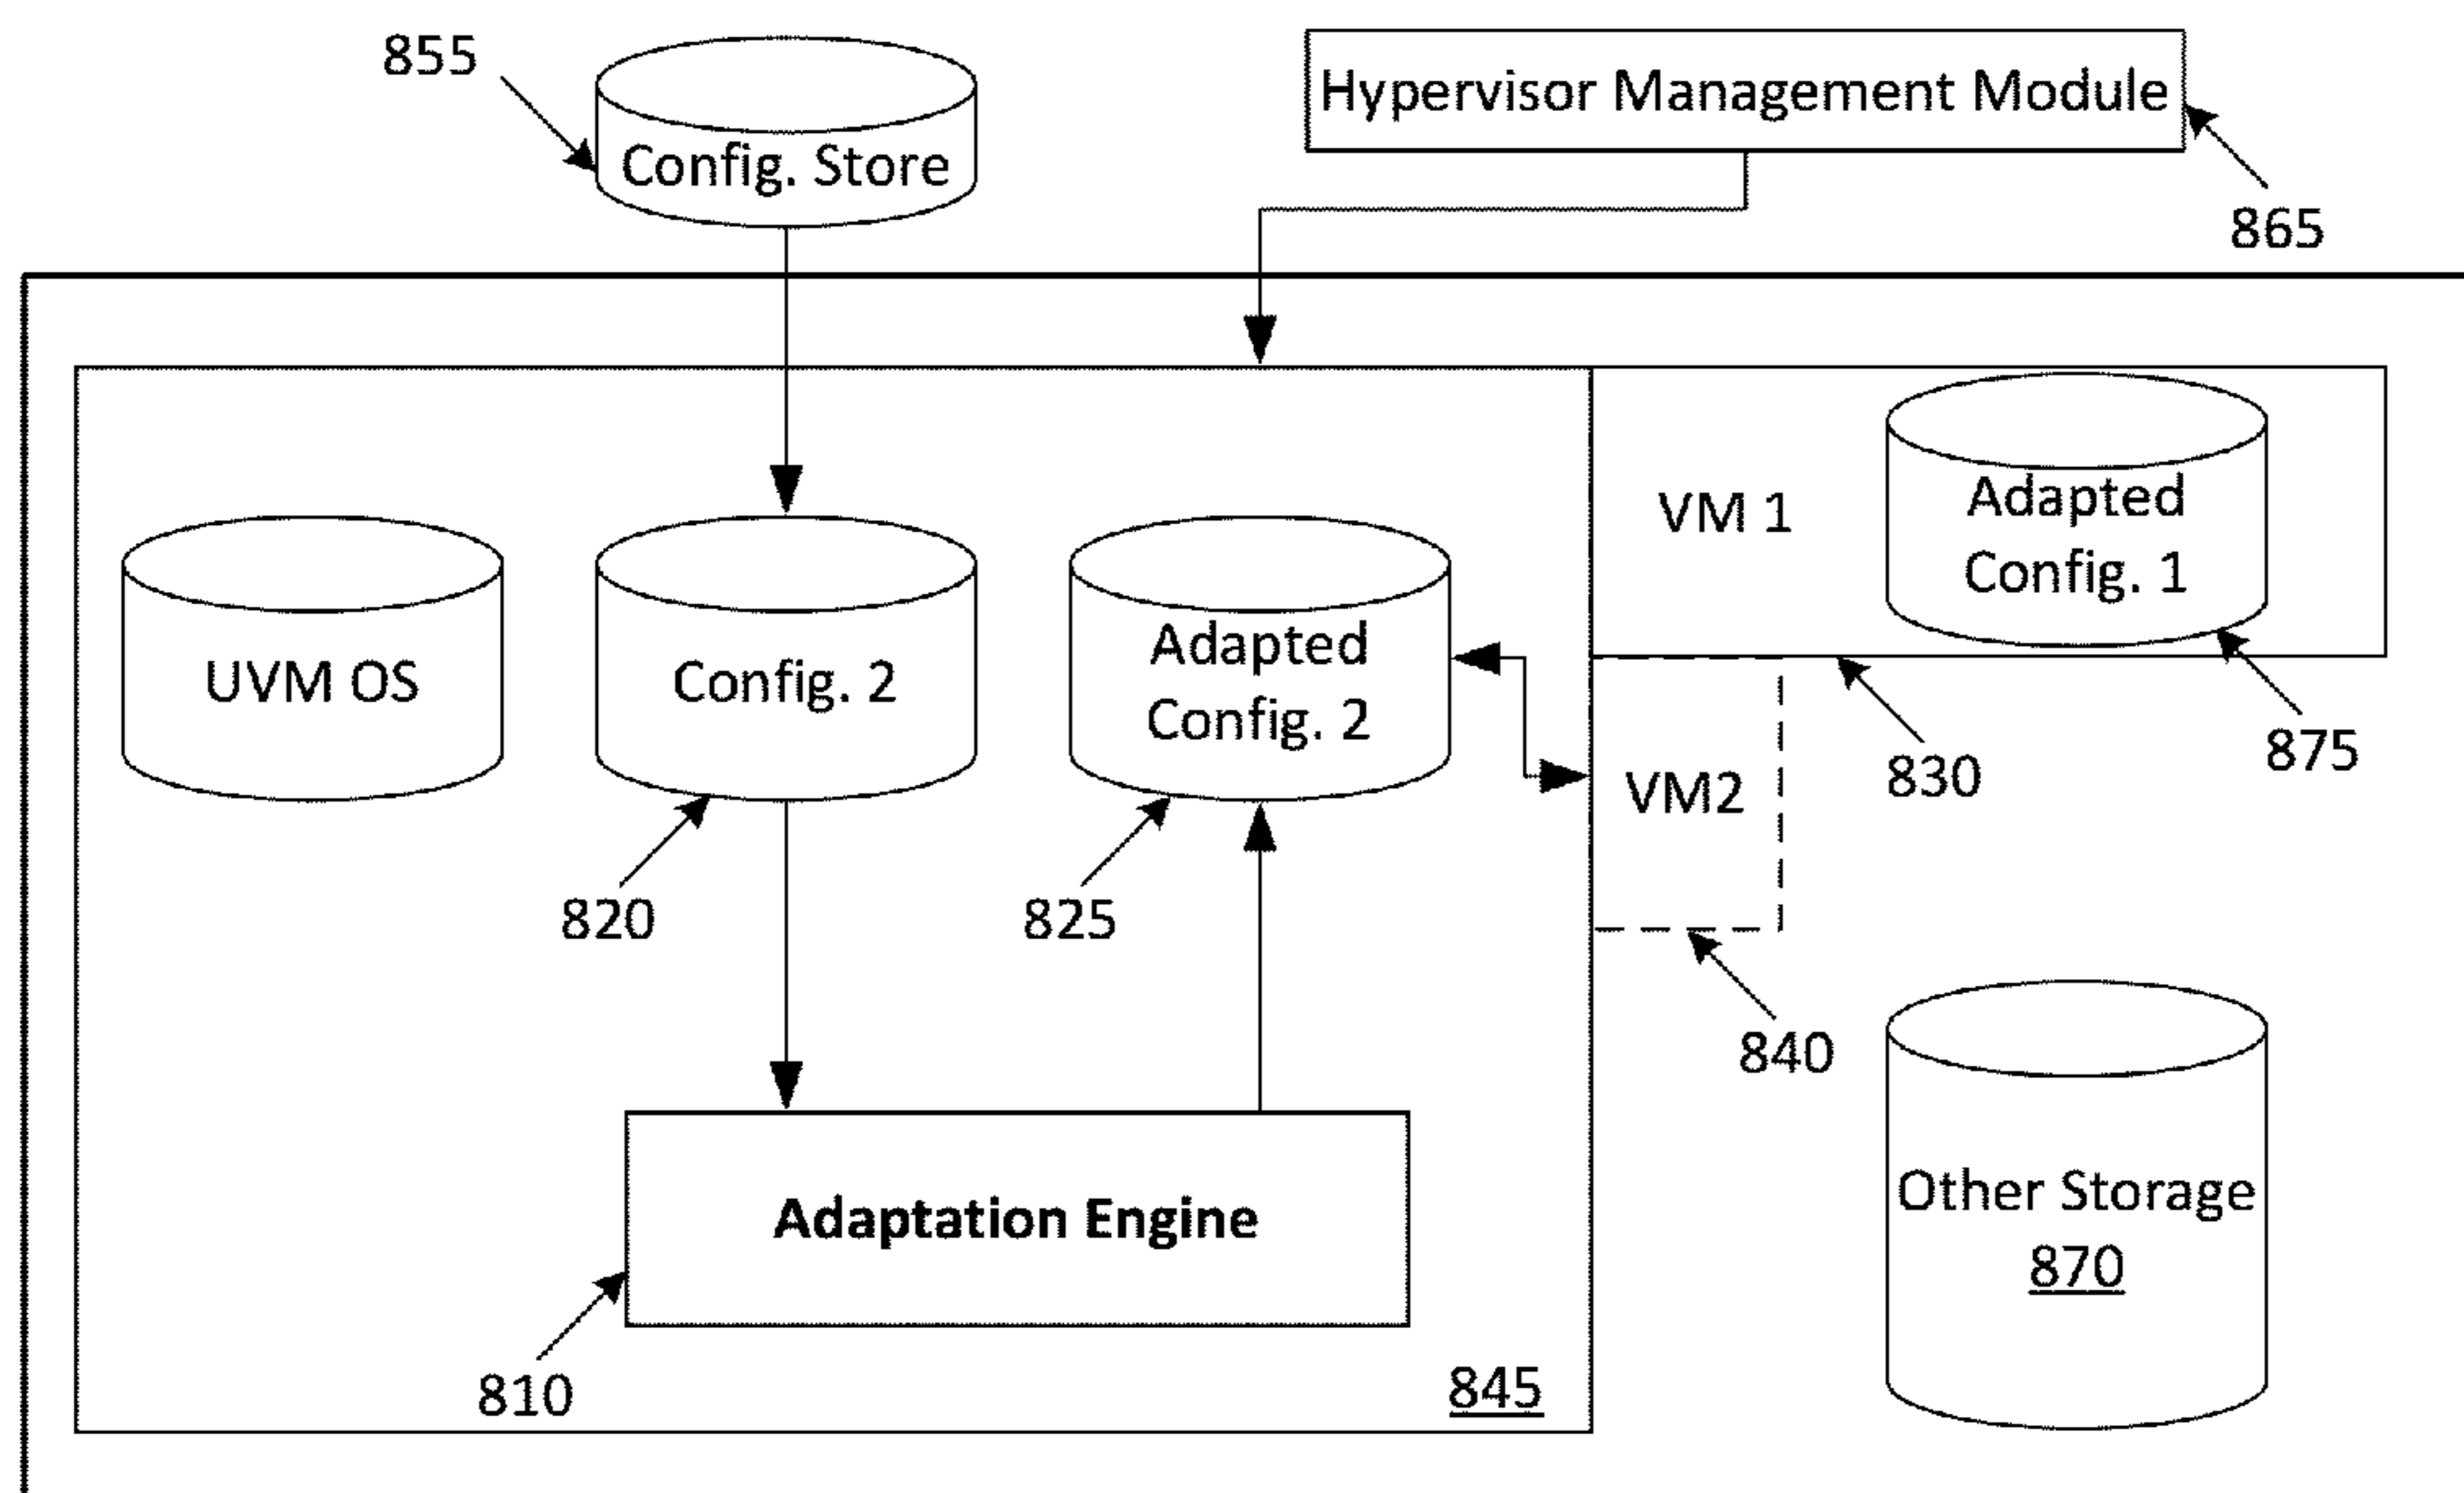 855
Config. Store
Hypervisor Management Module
865
UVM OS
Config. 2
Adapted
Config. 2
VM 1
Adapted
Config. 1
875
830
VM2
820
825
840
Adaptation Engine
810
845
Other Storage
870